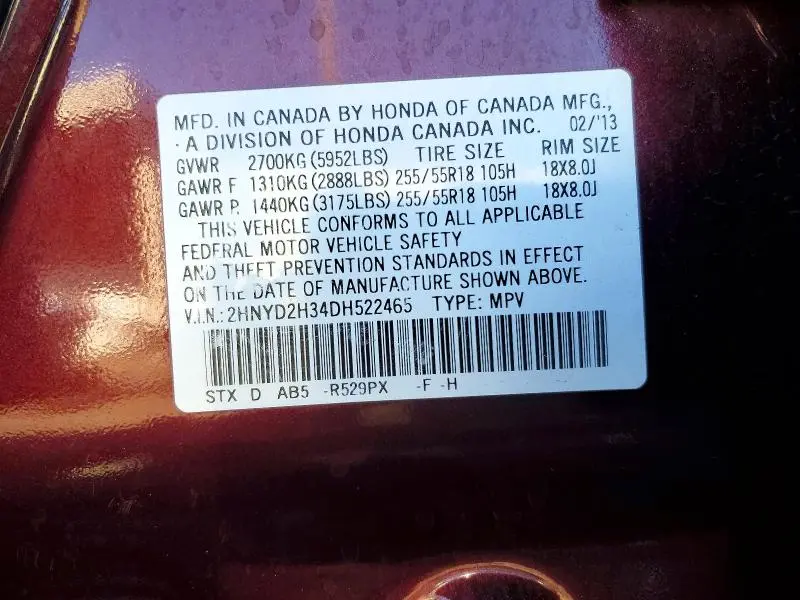 MFD. IN CANADA BY HONDA OF CANADA MFG.,
A DIVISION OF HONDA CANADA INC. 02/'13
GVWR 2700KG (5952LBS) TIRE SIZE RIM SIZE
GAWR F 1310KG (2888LBS) 255/55R18 105H 18X8.0J
GAWR R 1440KG (3175LBS) 255/55R18 105H 18X8.0J
THIS VEHICLE CONFORMS TO ALL APPLICABLE
FEDERAL MOTOR VEHICLE SAFETY
AND THEFT PREVENTION STANDARDS IN EFFECT
ON THE DATE OF MANUFACTURE SHOWN ABOVE.
V.I.N.: 2HNYD2H34DH522465 TYPE: MPV
STX D AB5 -R529PX -F -H